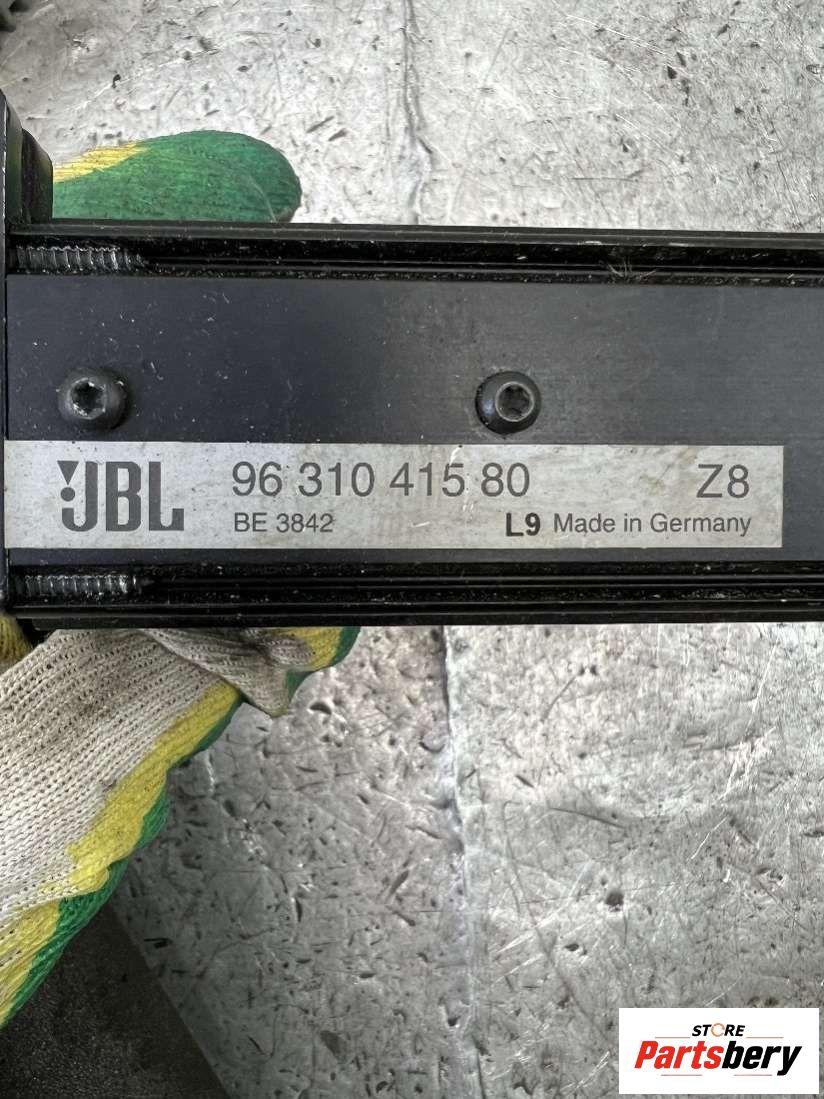 JBL 96 310 415 80 Z8
BE 3842 L9 Made in Germany
STORE
Partsbery